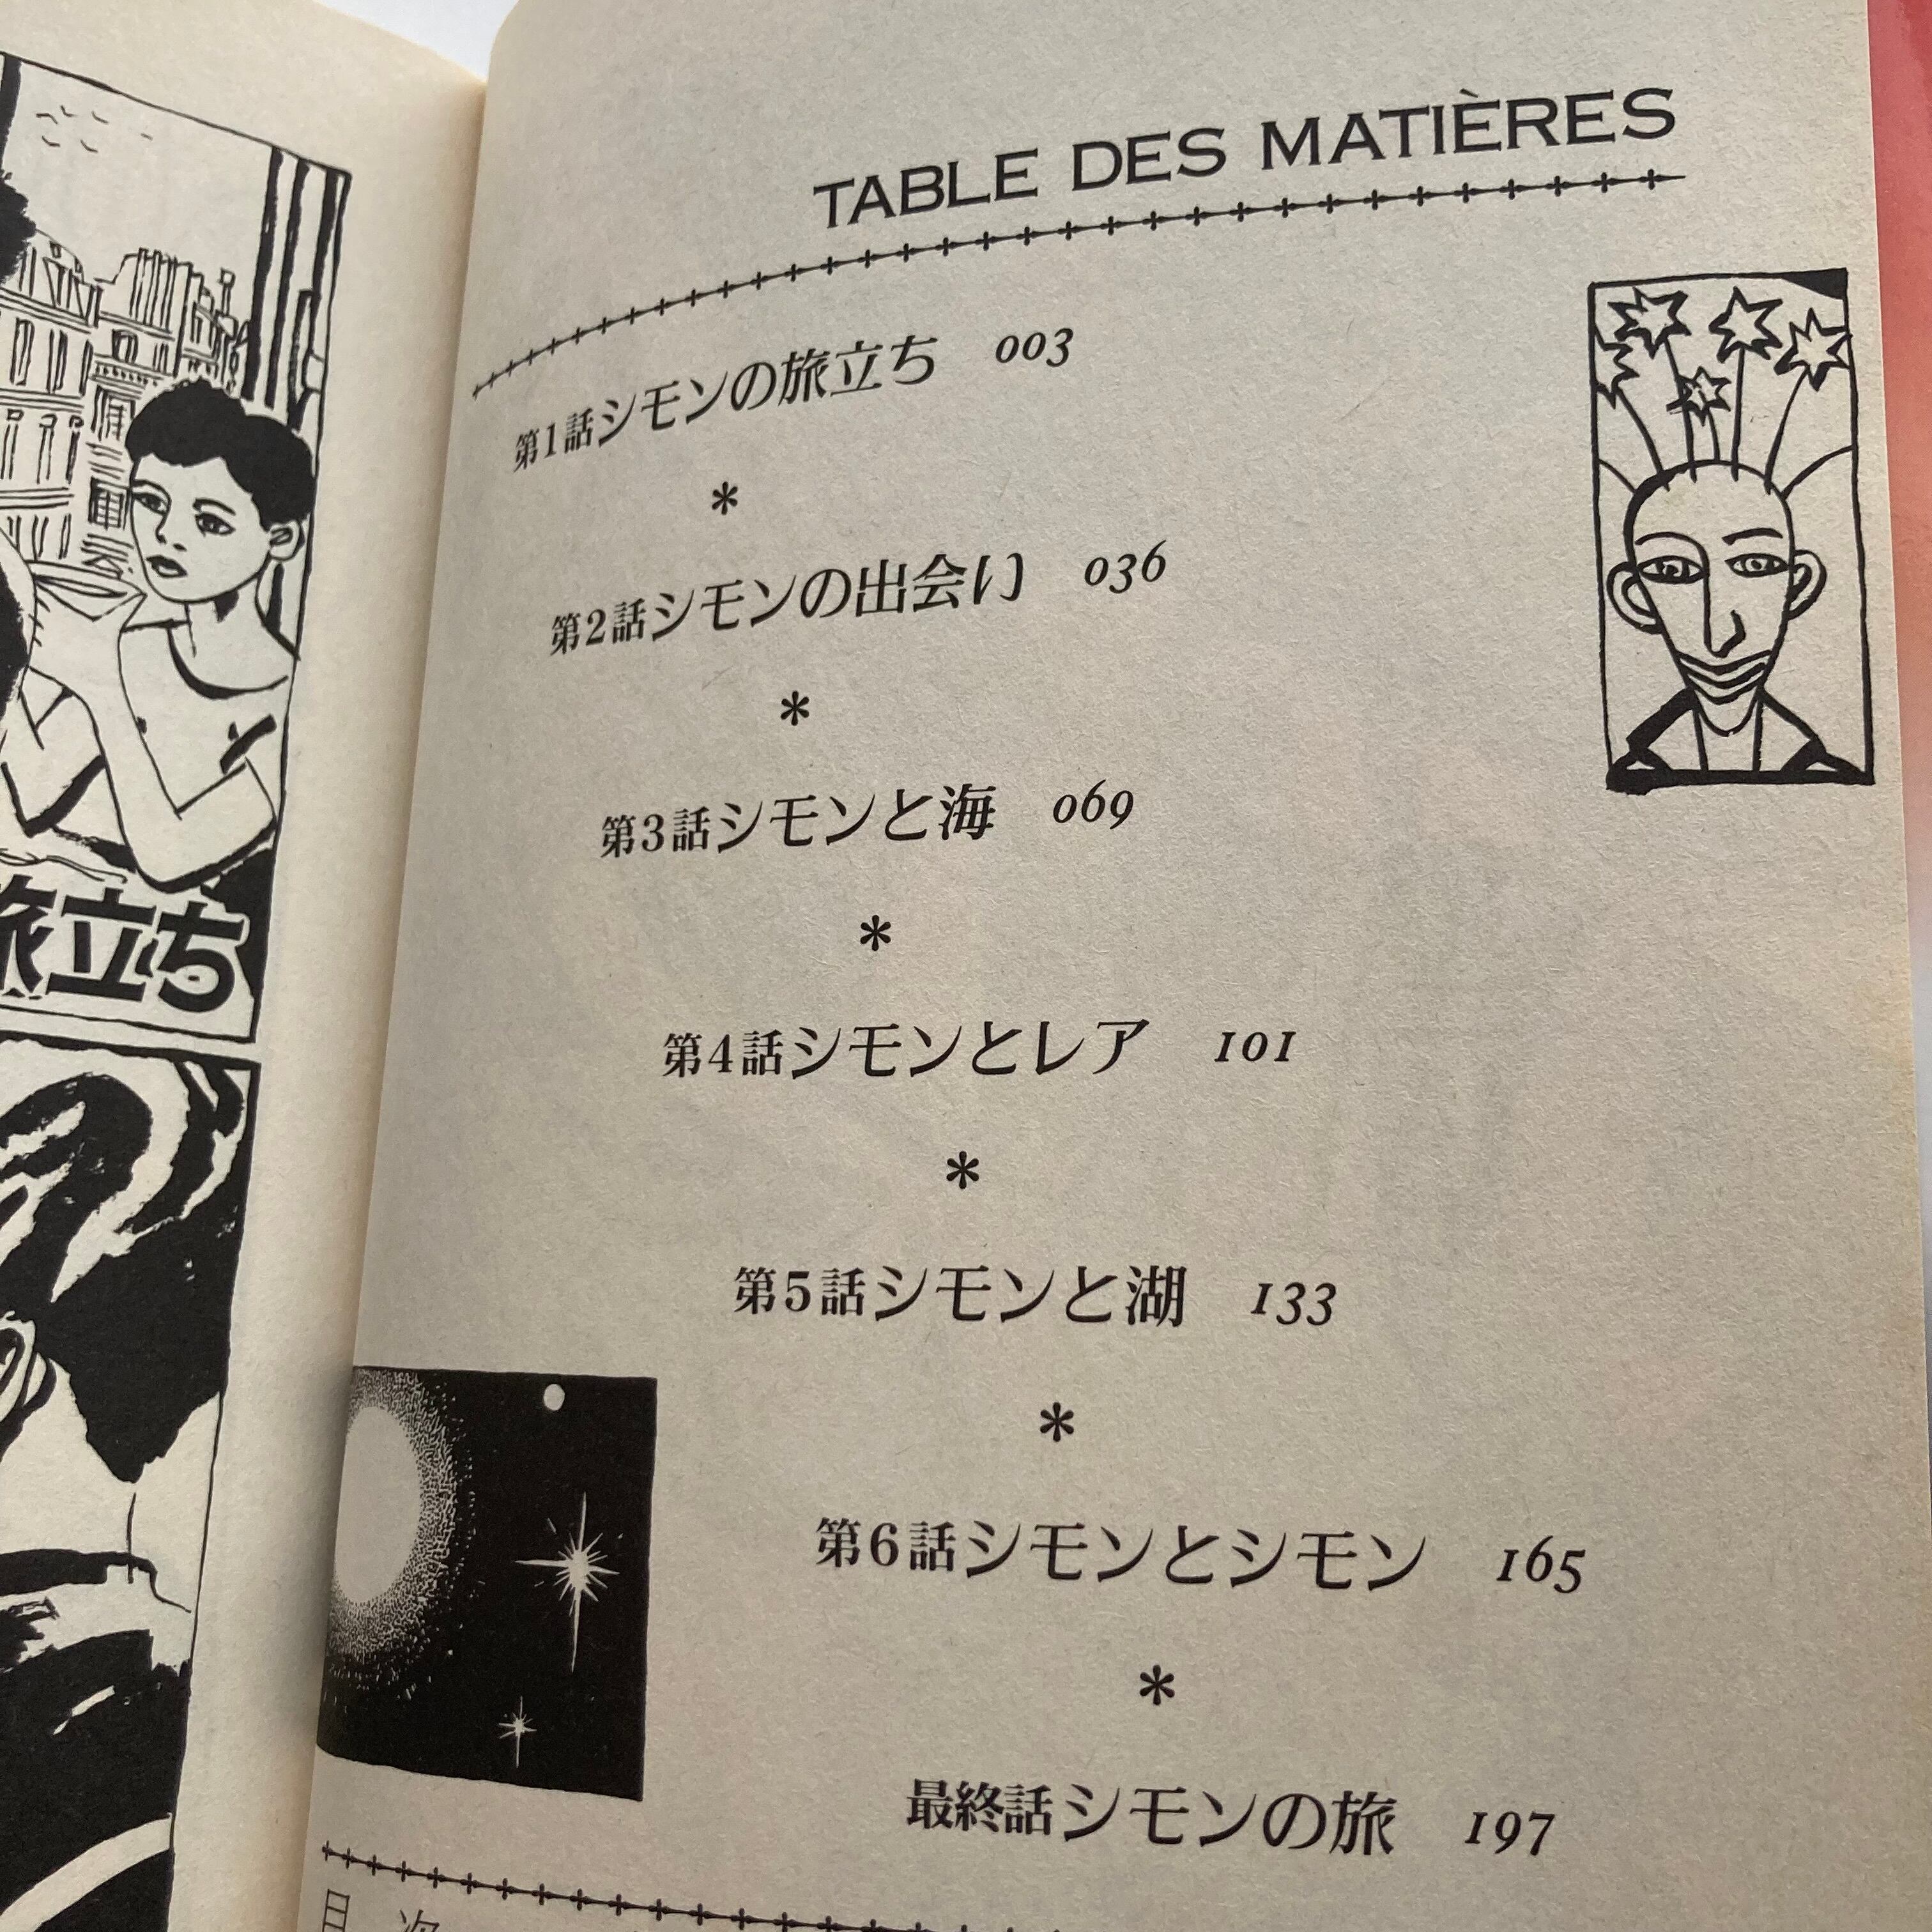 TABLE DES MATIÈRES
第1話シモンの旅立ち 003
*
第2話シモンの出会い 036
*
第3話シモンと海 069
*
第4話シモンとレア 101
*
第5話シモンと湖 133
*
第6話シモンとシモン 165
*
最終話シモンの旅 197
目次
旅立ち